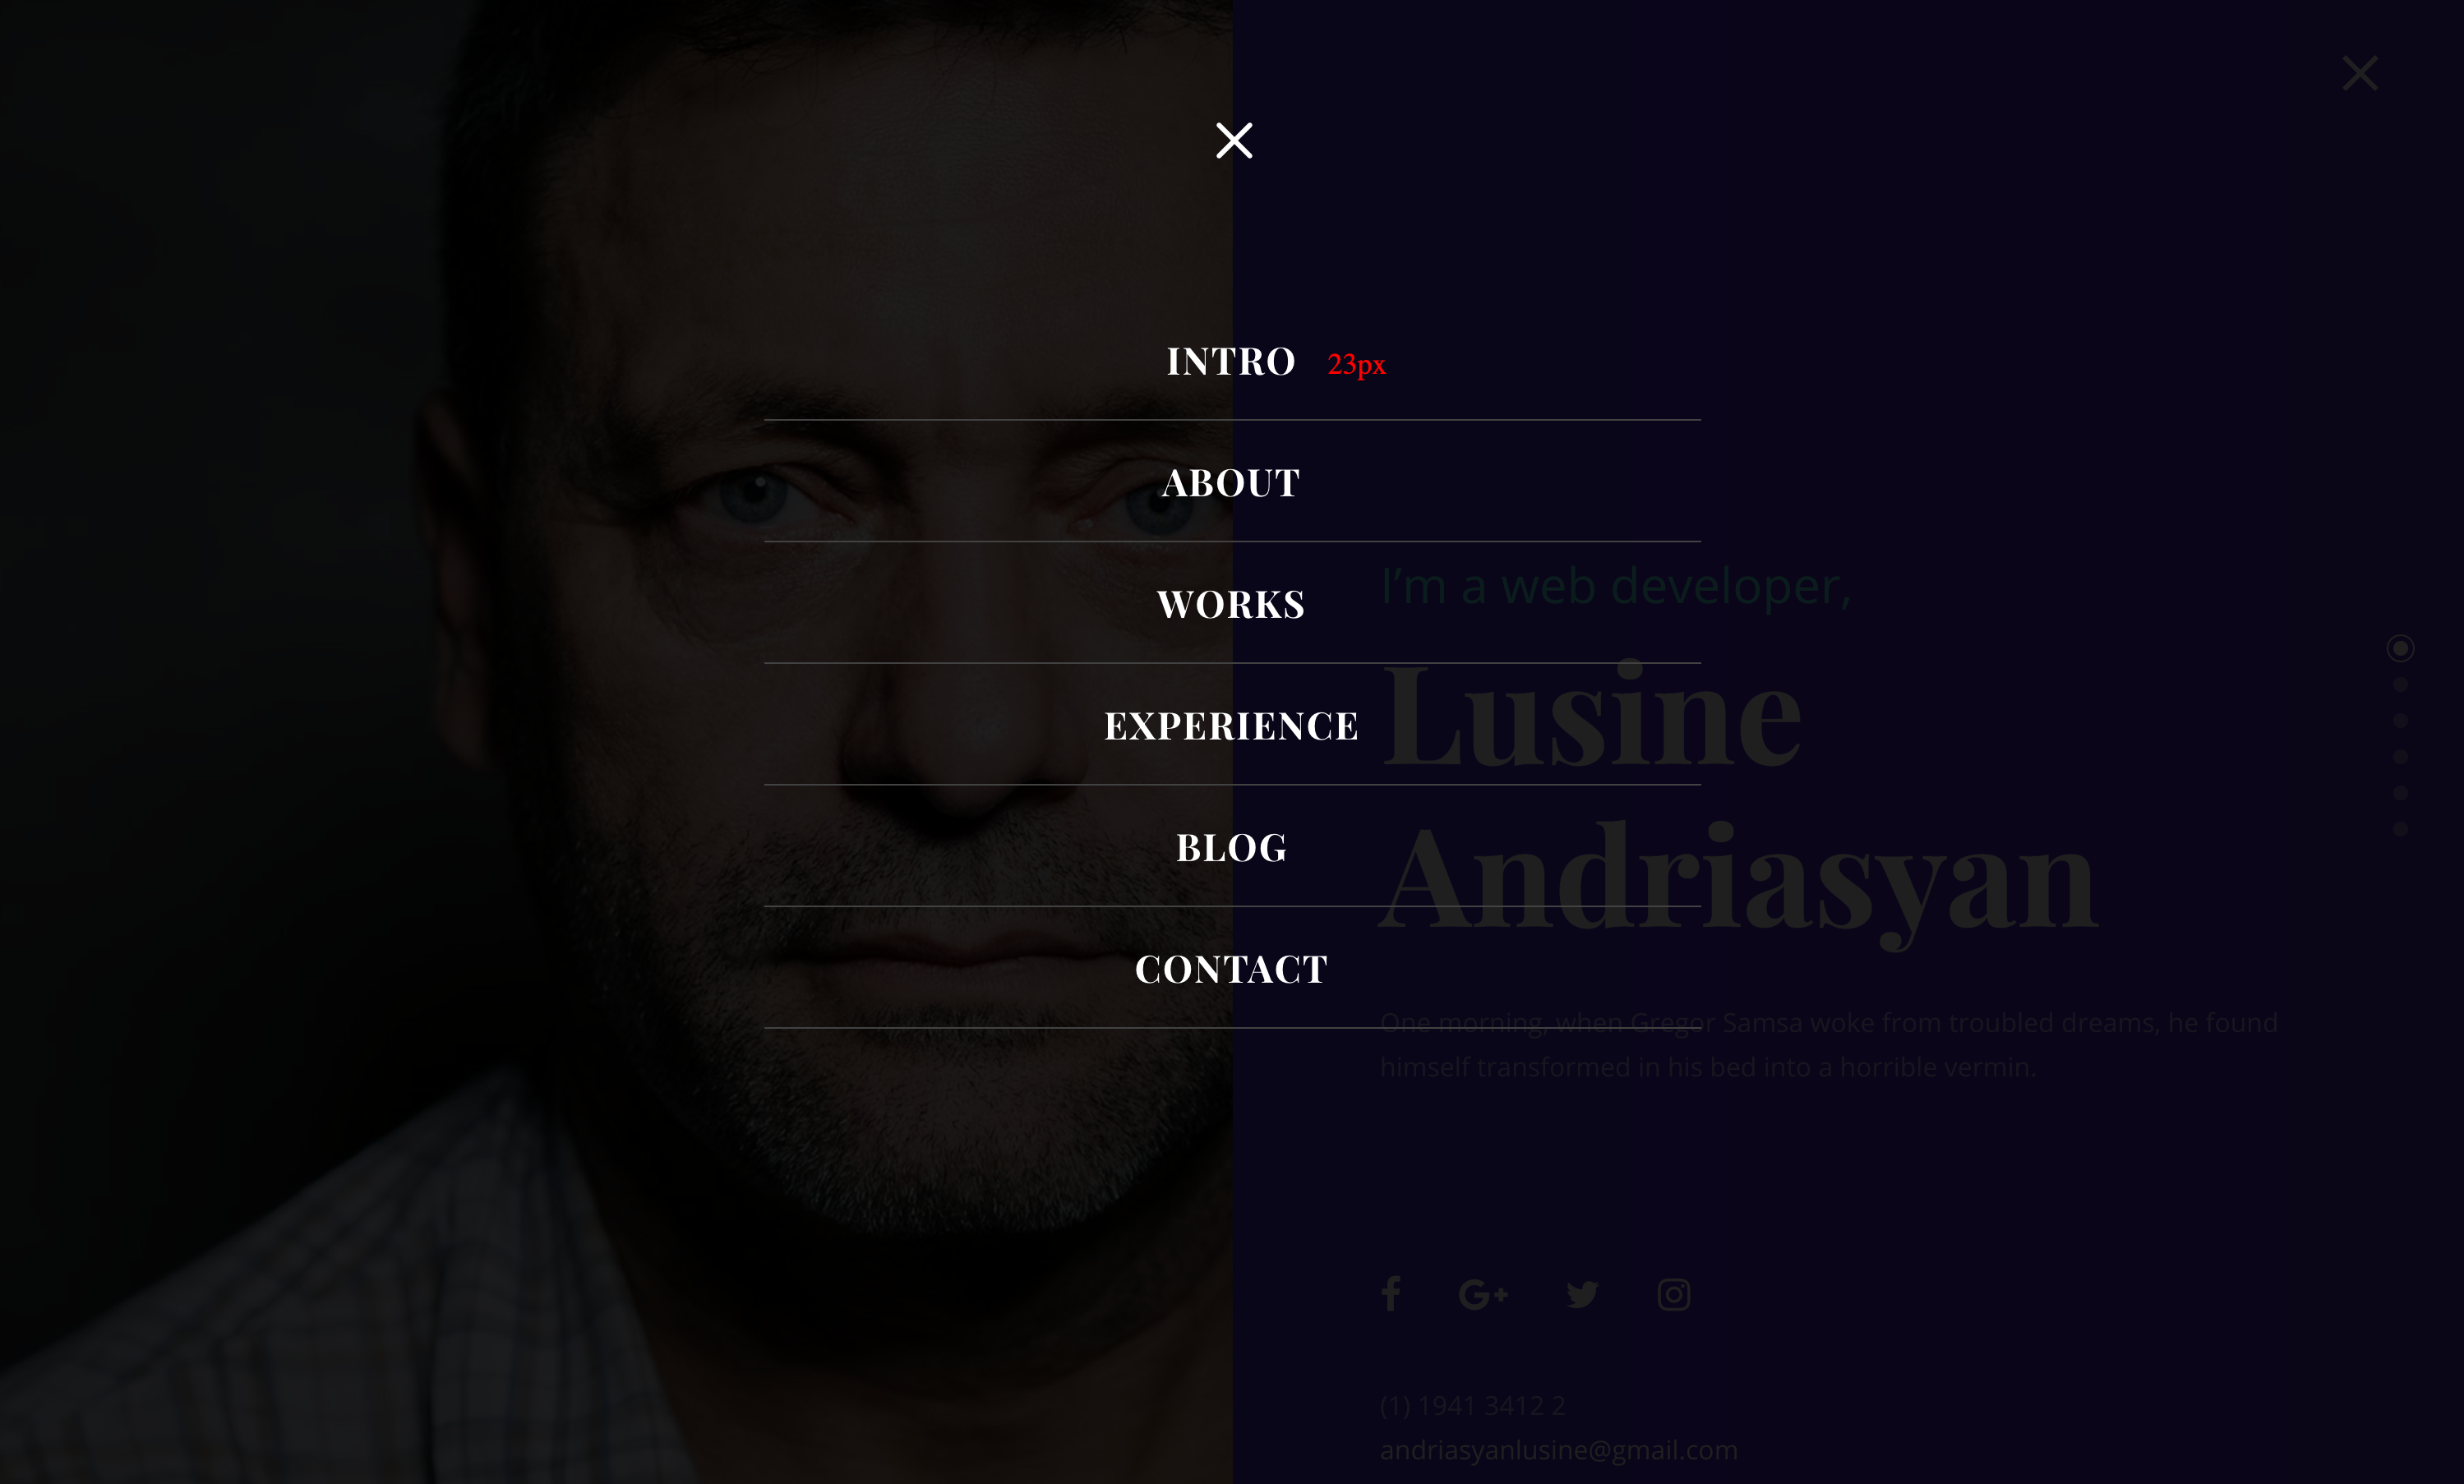 INTRO 23px
ABOUT
WORKS
EXPERIENCE
BLOG
CONTACT
I’m a web developer,
Lusine
Andriasyan
One morning, when Gregor Samsa woke from troubled dreams, he found
himself transformed in his bed into a horrible vermin.
G+
(1) 1941 3412 2
andriasyanlusine@gmail.com